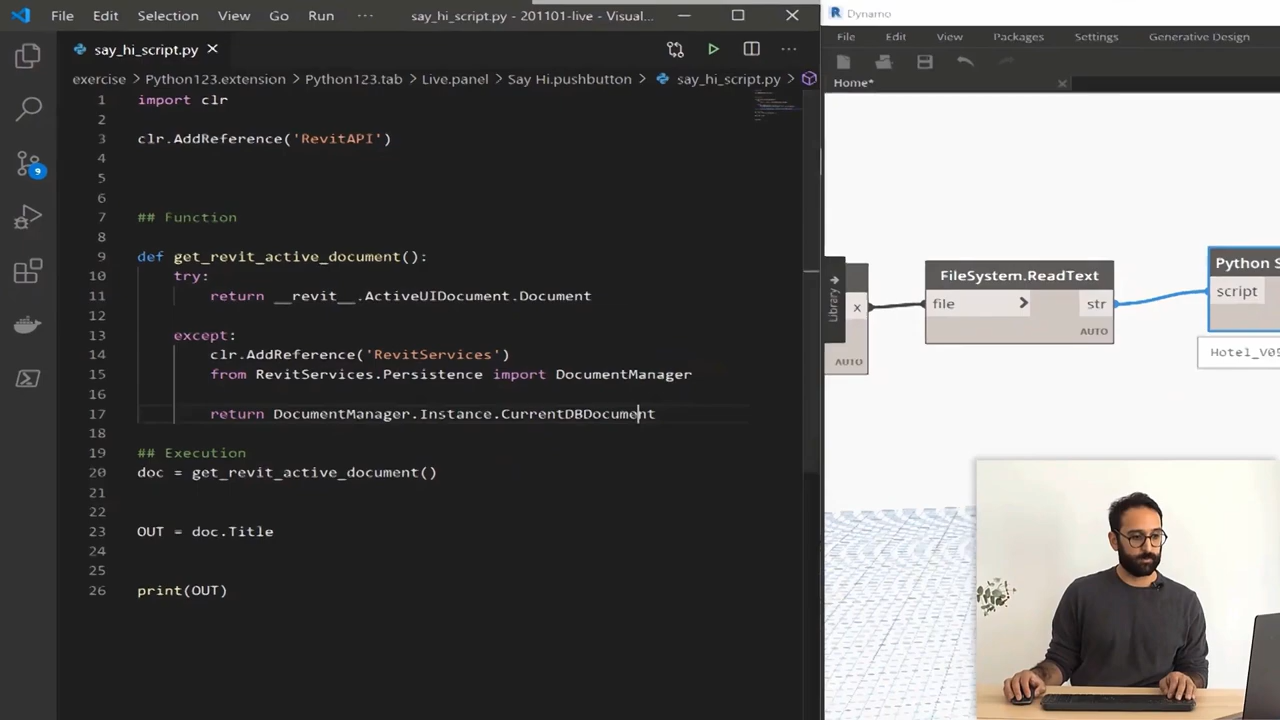 File Edit Selection View Go Run ··· say_hi_script.py - 201101-live - Visual...
say_hi_script.py
exercise > Python123.extension > Python123.tab > Live.panel > Say Hi.pushbutton > say_hi_script.py >
9
1 import clr
2
3 clr.AddReference('RevitAPI')
4
5
6
7 ## Function
8
9 def get_revit_active_document():
10 try:
11 return __revit__.ActiveUIDocument.Document
12
13 except:
14 clr.AddReference('RevitServices')
15 from RevitServices.Persistence import DocumentManager
16
17 return DocumentManager.Instance.CurrentDBDocument
18
19 ## Execution
20 doc = get_revit_active_document()
21
22
23 OUT = doc.Title
24
25
26 print(OUT)
Dynamo
File Edit View Packages Settings Generative Design
Home*
Library
x
AUTO
FileSystem.ReadText
file > str
AUTO
Python S
script